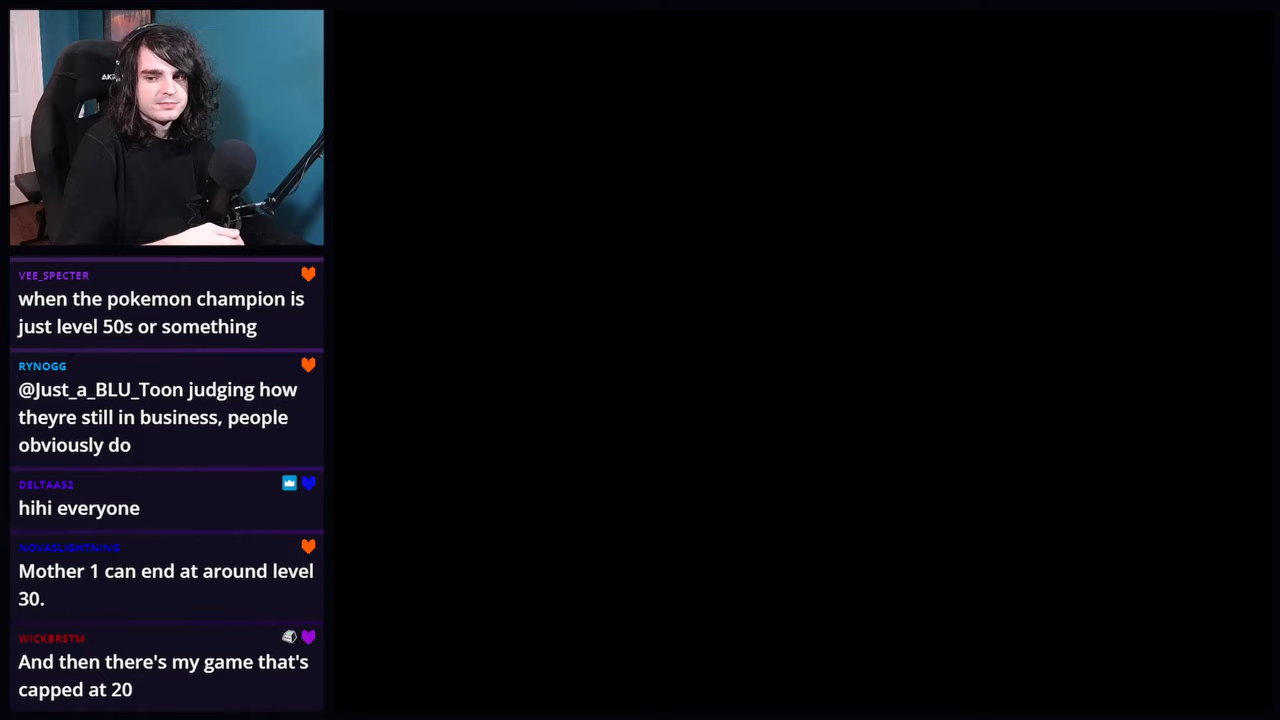 VEE_SPECTER
when the pokemon champion is
just level 50s or something
RYNOGG
@Just_a_BLU_Toon judging how
theyre still in business, people
obviously do
DELTAAS2
hihi everyone
NOVASLIGHTNING
Mother 1 can end at around level
30.
WICKBRSTM
And then there's my game that's
capped at 20